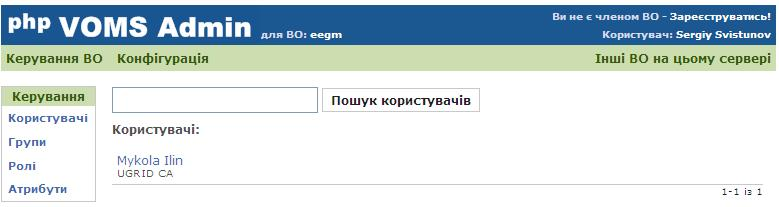 php VOMS Admin для ВО: eegm
Ви не є членом ВО - Зареєструватись!
Користувач: Sergiy Svistunov
Керування ВО Конфігурація Інші ВО на цьому сервері
Керування
Користувачі
Групи
Ролі
Атрибути
Пошук користувачів
Користувачі:
Mykola Ilin
UGRID CA
1-1 із 1